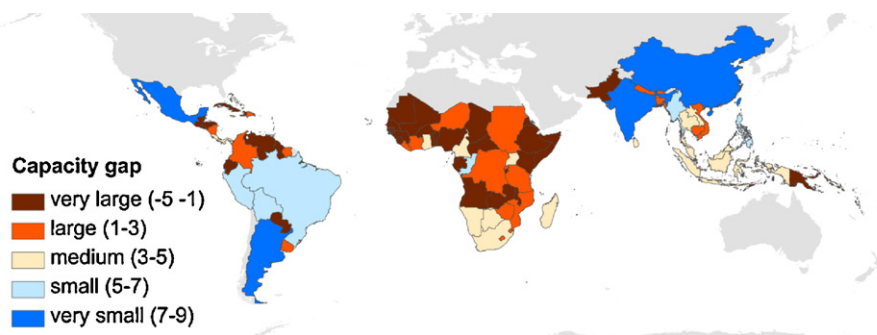 Capacity gap
very large (-5 -1)
large (1-3)
medium (3-5)
small (5-7)
very small (7-9)